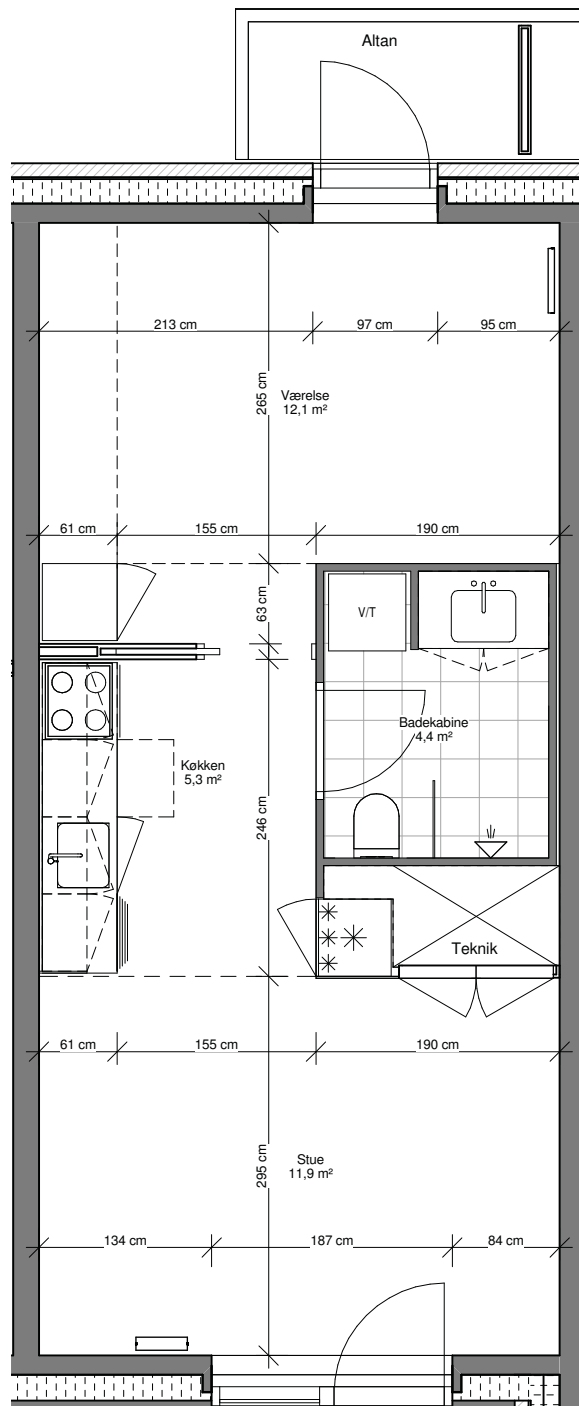 Altan
213 cm
97 cm
95 cm
265 cm
Værelse
12,1 m²
61 cm
155 cm
190 cm
63 cm
V/T
Badekabine
4,4 m²
Køkken
5,3 m²
246 cm
Teknik
61 cm
155 cm
190 cm
295 cm
Stue
11,9 m²
134 cm
187 cm
84 cm